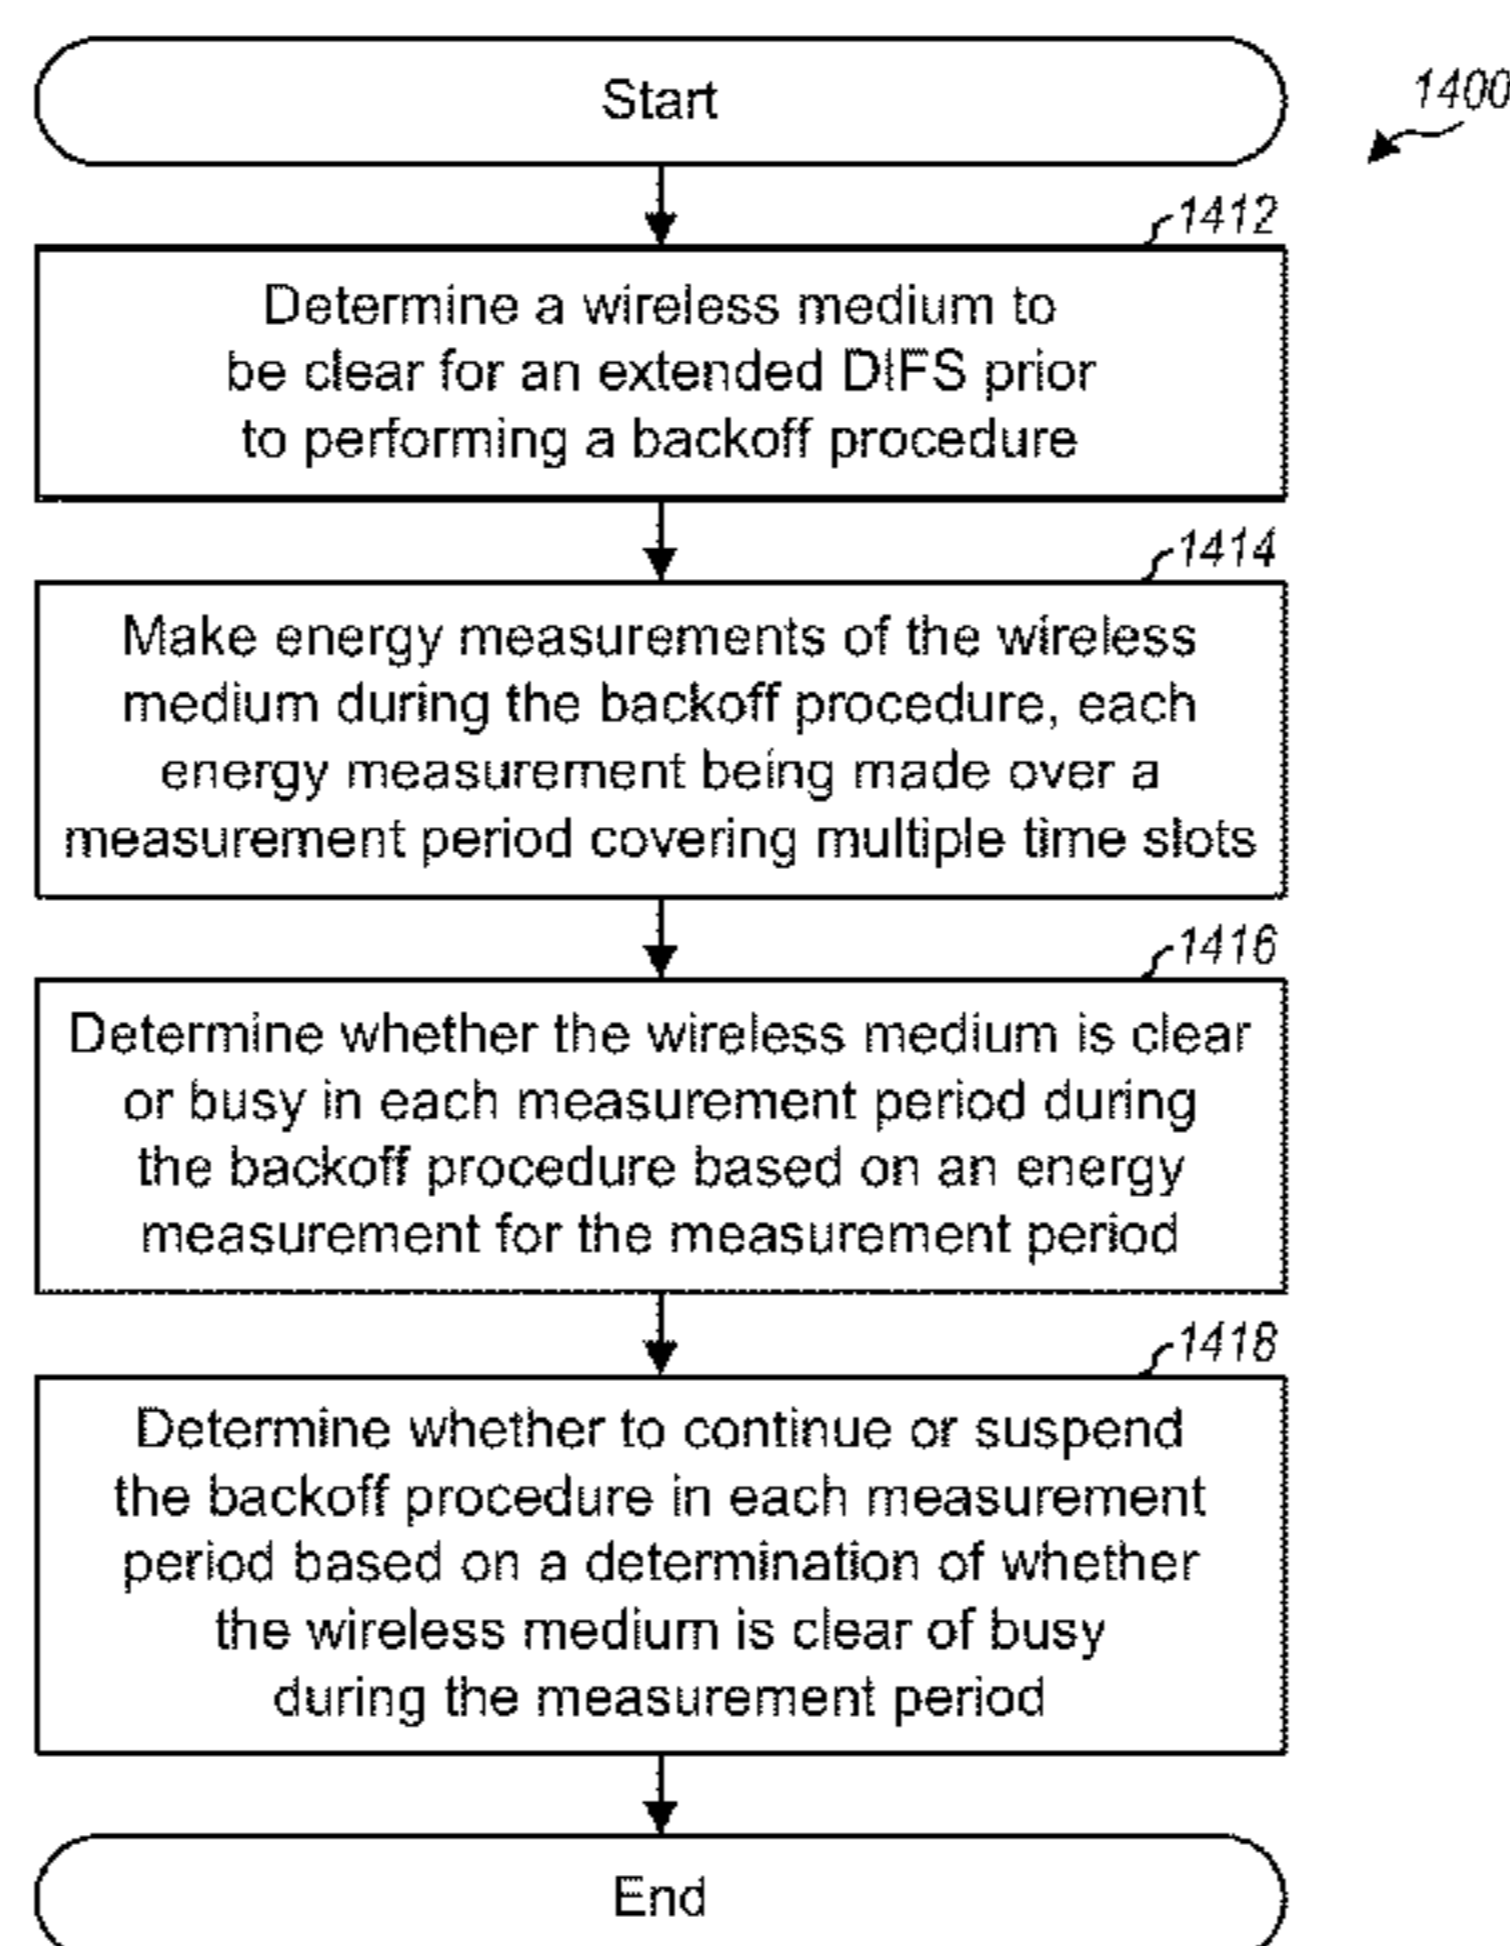 Start
1400
1412
Determine a wireless medium to
be clear for an extended DIFS prior
to performing a backoff procedure
1414
Make energy measurements of the wireless
medium during the backoff procedure, each
energy measurement being made over a
measurement period covering multiple time slots
1416
Determine whether the wireless medium is clear
or busy in each measurement period during
the backoff procedure based on an energy
measurement for the measurement period
1418
Determine whether to continue or suspend
the backoff procedure in each measurement
period based on a determination of whether
the wireless medium is clear of busy
during the measurement period
End